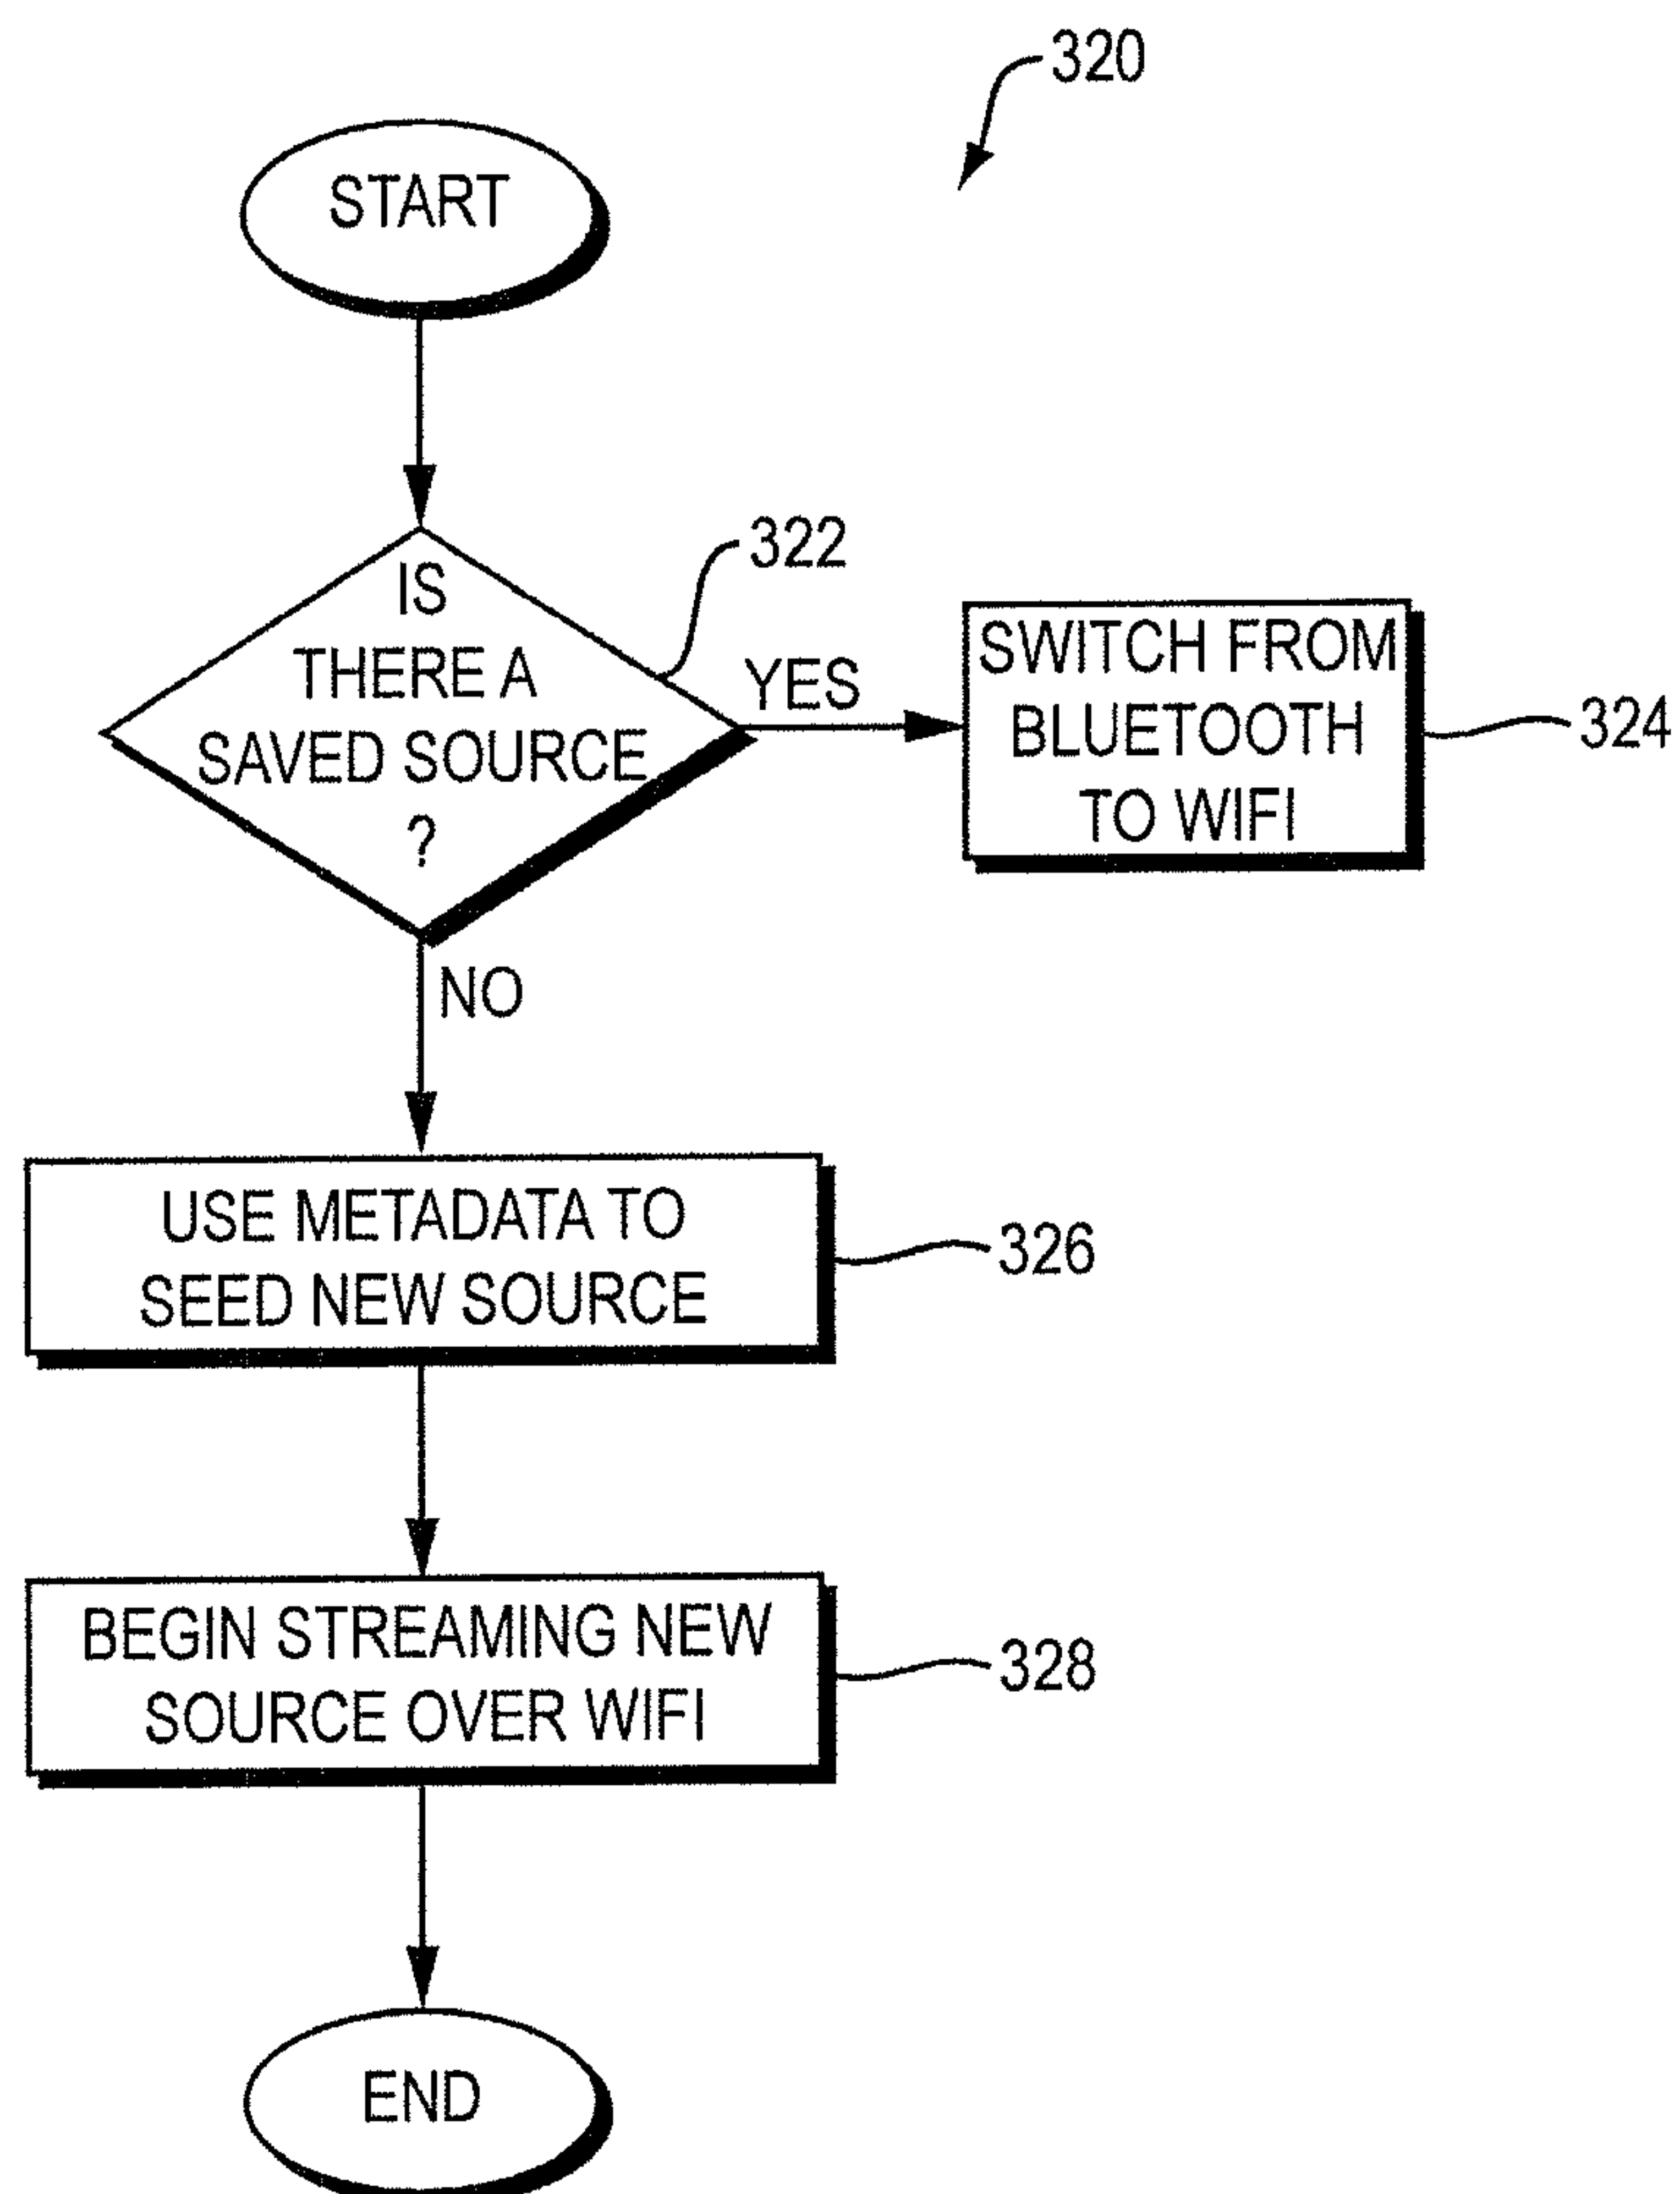 320
START
322
IS
THERE A
SAVED SOURCE
?
YES
SWITCH FROM
BLUETOOTH
TO WIFI
324
NO
USE METADATA TO
SEED NEW SOURCE
326
BEGIN STREAMING NEW
SOURCE OVER WIFI
328
END